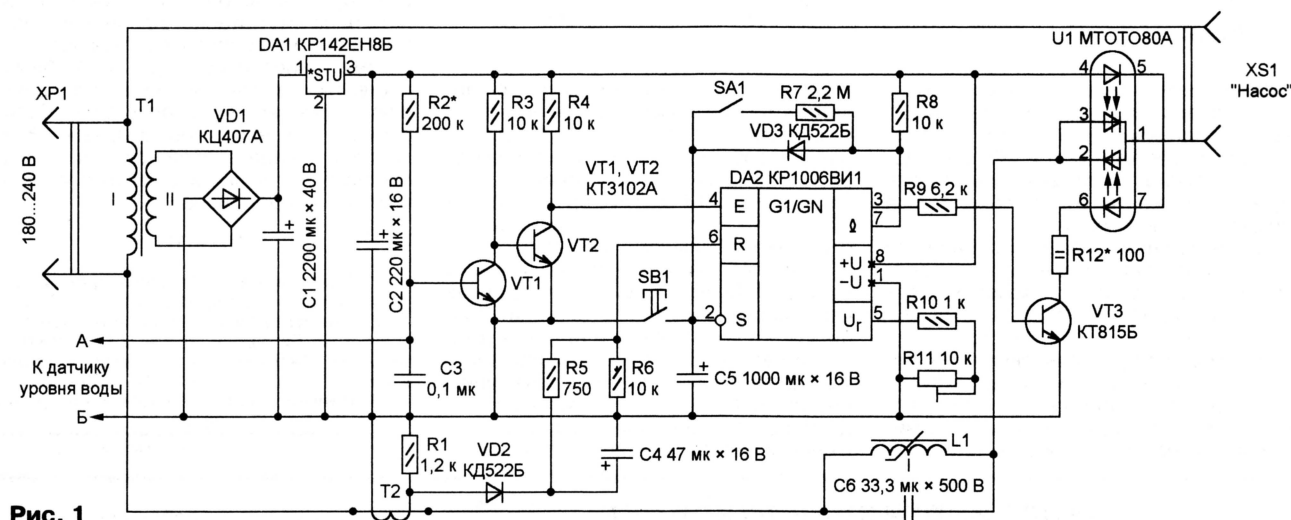 DA1 КР142ЕН8Б
U1 МТОТО80А
XP1
T1
VD1
КЦ407А
1
*STU
3
2
R2*
200 к
R3
10 к
R4
10 к
SA1
R7 2,2 М
VD3 КД522Б
R8
10 к
4
5
3
1
2
6
7
XS1
"Насос"
180...240 В
I
II
+
C1 2200 мк × 40 В
+
C2 220 мк × 16 В
VT1, VT2
КТ3102А
DA2 КР1006ВИ1
4
E
G1/GN
3
7
6
R
+U
8
–U
1
2
S
Uг
5
R9 6,2 к
R12* 100
VT2
VT1
SB1
R10 1 к
VT3
КТ815Б
А
К датчику
уровня воды
Б
C3
0,1 мк
R5
750
R6
10 к
+
C5 1000 мк × 16 В
R11 10 к
R1
1,2 к
VD2
КД522Б
+
C4 47 мк × 16 В
L1
T2
C6 33,3 мк × 500 В
Рис. 1